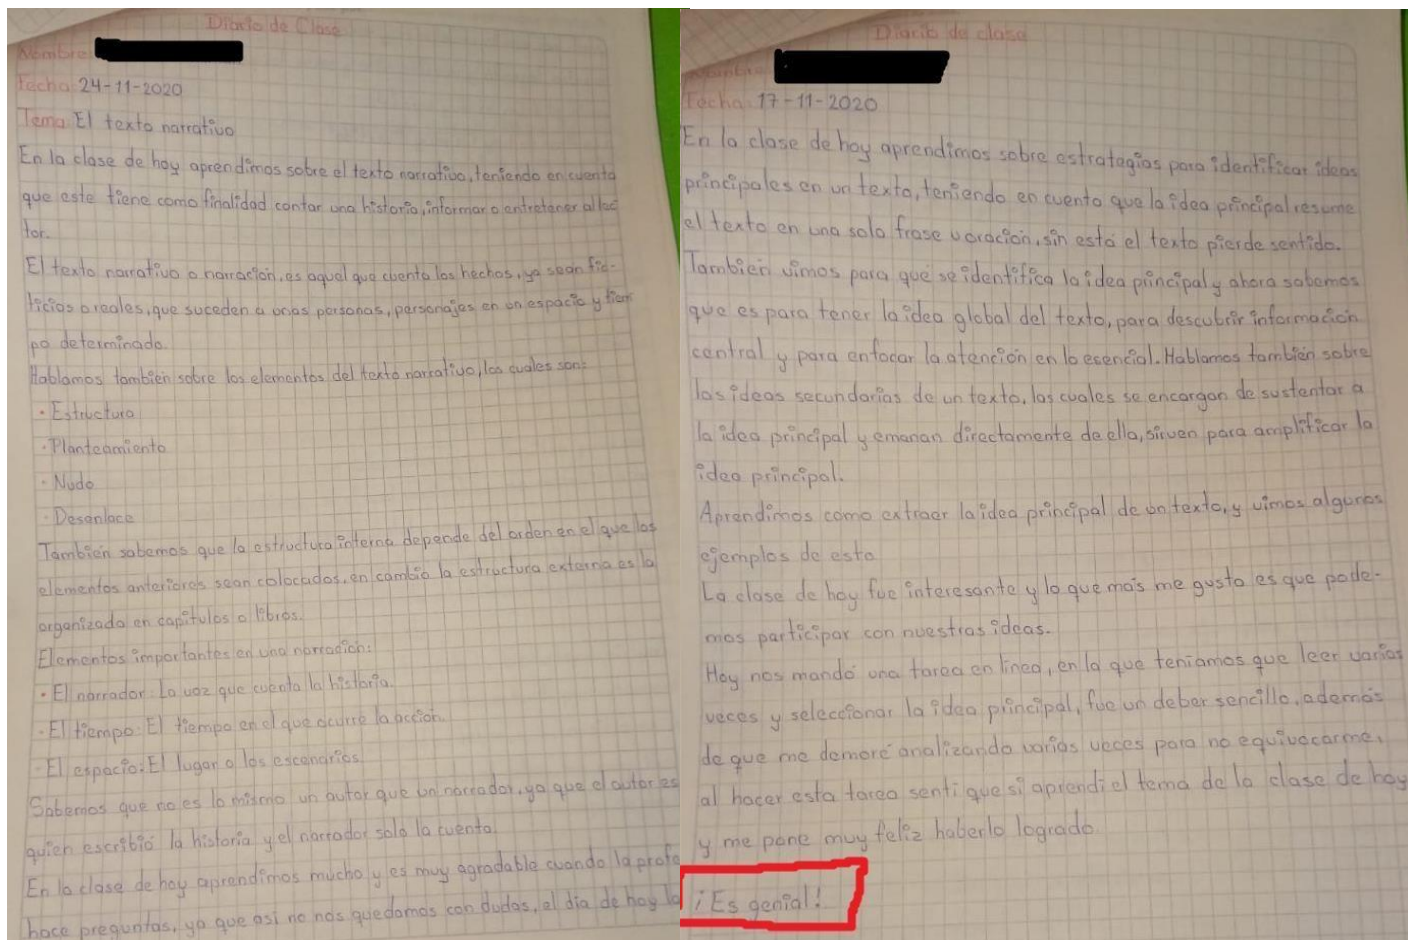 Diario de Clase
Nombre:
Fecha: 24-11-2020
Tema: El texto narrativo
En la clase de hoy aprendimos sobre el texto narrativo, teniendo en cuenta
que este tiene como finalidad contar una historia, informar o entretener al lec
tor.
El texto narrativo o narración, es aquel que cuenta los hechos, ya sean fic-
ticios o reales, que suceden a unas personas, personajes en un espacio y tiem
po determinado.
Hablamos también sobre los elementos del texto narrativo, los cuales son:
· Estructura
· Planteamiento
· Nudo
· Desenlace
También sabemos que la estructura interna depende del orden en el que los
elementos anteriores sean colocados, en cambio la estructura externa es la
organizada en capítulos o libros.
Elementos importantes en una narración:
· El narrador: La voz que cuenta la historia.
· El tiempo: El tiempo en el que ocurre la acción.
· El espacio: El lugar o los escenarios.
Sabemos que no es lo mismo un autor que un narrador, ya que el autor es
quien escribió la historia y el narrador solo la cuenta.
En la clase de hoy aprendimos mucho y es muy agradable cuando la profe
hace preguntas, ya que asi no nos quedamos con dudas, el día de hoy la
Diario de clase
Nombre:
Fecha: 17-11-2020
En la clase de hoy aprendimos sobre estrategias para identificar ideas
principales en un texto, teniendo en cuenta que la idea principal resume
el texto en una sola frase u oración, sin está el texto pierde sentido.
También vimos para qué se identifica la idea principal y ahora sabemos
que es para tener la idea global del texto, para descubrir información
central y para enfocar la atención en lo esencial. Hablamos también sobre
las ideas secundarias de un texto, las cuales se encargan de sustentar a
la idea principal y emanan directamente de ella, sirven para amplificar la
idea principal.
Aprendimos como extraer la idea principal de un texto, y vimos algunos
ejemplos de esto
La clase de hoy fue interesante y lo que más me gusto es que pode-
mos participar con nuestras ideas.
Hoy nos mandó una tarea en línea, en la que teníamos que leer varias
veces y seleccionar la idea principal, fue un deber sencillo, además
de que me demoré analizando varias veces para no equivocarme,
al hacer esta tarea senti que si aprendi el tema de la clase de hoy
y me pone muy feliz haberlo logrado.
¡Es genial!